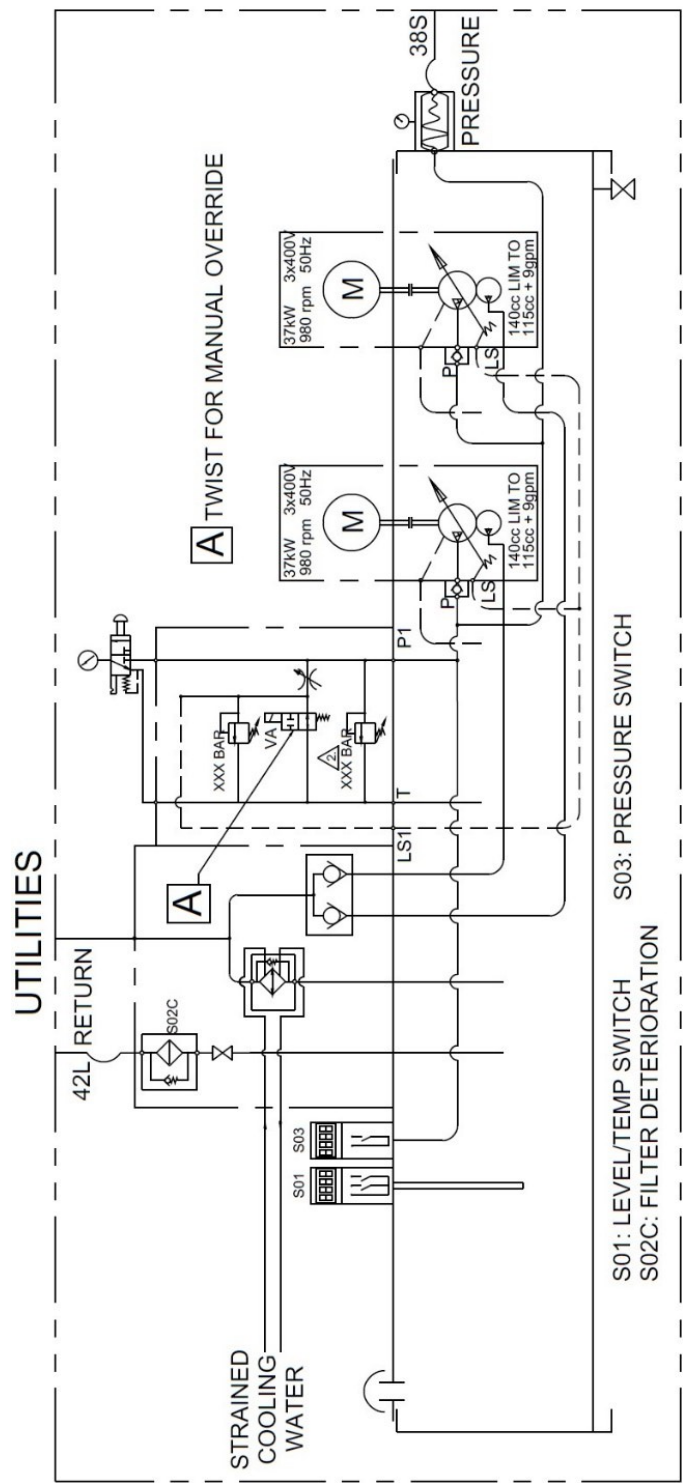 UTILITIES
42L RETURN
S02C
STRAINED
COOLING
WATER
S01
S03
A
XXX BAR
VA
2
XXX BAR
LS1
T
P1
A TWIST FOR MANUAL OVERRIDE
37kW 3x400V
980 rpm 50Hz
M
P
LS
140cc LIM TO
115cc + 9gpm
37kW 3x400V
980 rpm 50Hz
M
P
LS
140cc LIM TO
115cc + 9gpm
38S
PRESSURE
S01: LEVEL/TEMP SWITCH
S02C: FILTER DETERIORATION
S03: PRESSURE SWITCH